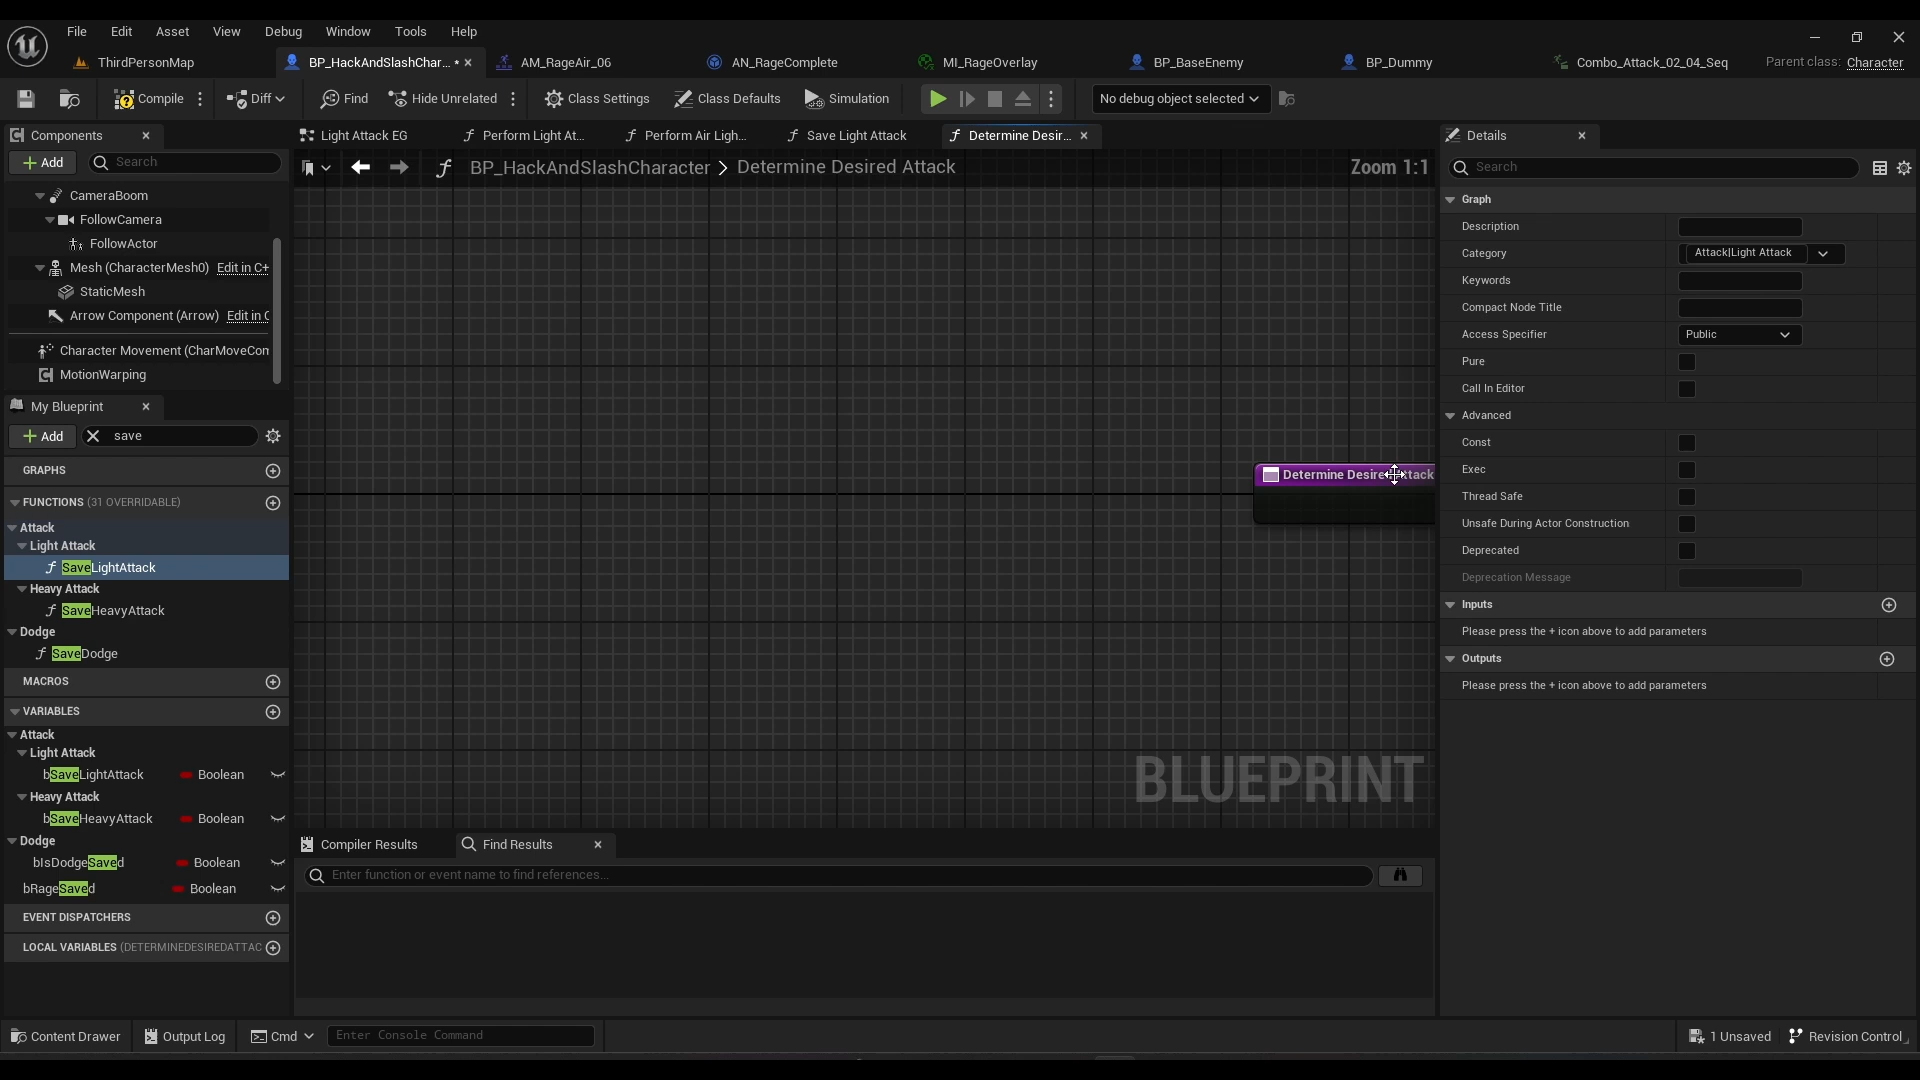 File Edit Asset View Debug Window Tools Help
ThirdPersonMap BP_HackAndSlashChar... * AM_RageAir_06 AN_RageComplete MI_RageOverlay BP_BaseEnemy BP_Dummy Combo_Attack_02_04_Seq Parent class: Character
Compile Diff Find Hide Unrelated Class Settings Class Defaults Simulation No debug object selected
Components
Add Search
CameraBoom
FollowCamera
FollowActor
Mesh (CharacterMesh0) Edit in C+
StaticMesh
Arrow Component (Arrow) Edit in C
Character Movement (CharMoveCom
MotionWarping
My Blueprint
Add save
GRAPHS
FUNCTIONS (31 OVERRIDABLE)
Attack
Light Attack
SaveLightAttack
Heavy Attack
SaveHeavyAttack
Dodge
SaveDodge
MACROS
VARIABLES
Attack
Light Attack
bSaveLightAttack Boolean
Heavy Attack
bSaveHeavyAttack Boolean
Dodge
bIsDodgeSaved Boolean
bRageSaved Boolean
EVENT DISPATCHERS
LOCAL VARIABLES (DETERMINEDESIREDATTAC
Light Attack EG Perform Light At... Perform Air Ligh... Save Light Attack Determine Desir...
BP_HackAndSlashCharacter > Determine Desired Attack Zoom 1:1
Determine Desired Attack
BLUEPRINT
Compiler Results Find Results
Enter function or event name to find references...
Details
Search
Graph
Description
Category Attack|Light Attack
Keywords
Compact Node Title
Access Specifier Public
Pure
Call In Editor
Advanced
Const
Exec
Thread Safe
Unsafe During Actor Construction
Deprecated
Deprecation Message
Inputs
Please press the + icon above to add parameters
Outputs
Please press the + icon above to add parameters
Content Drawer Output Log Cmd Enter Console Command 1 Unsaved Revision Control